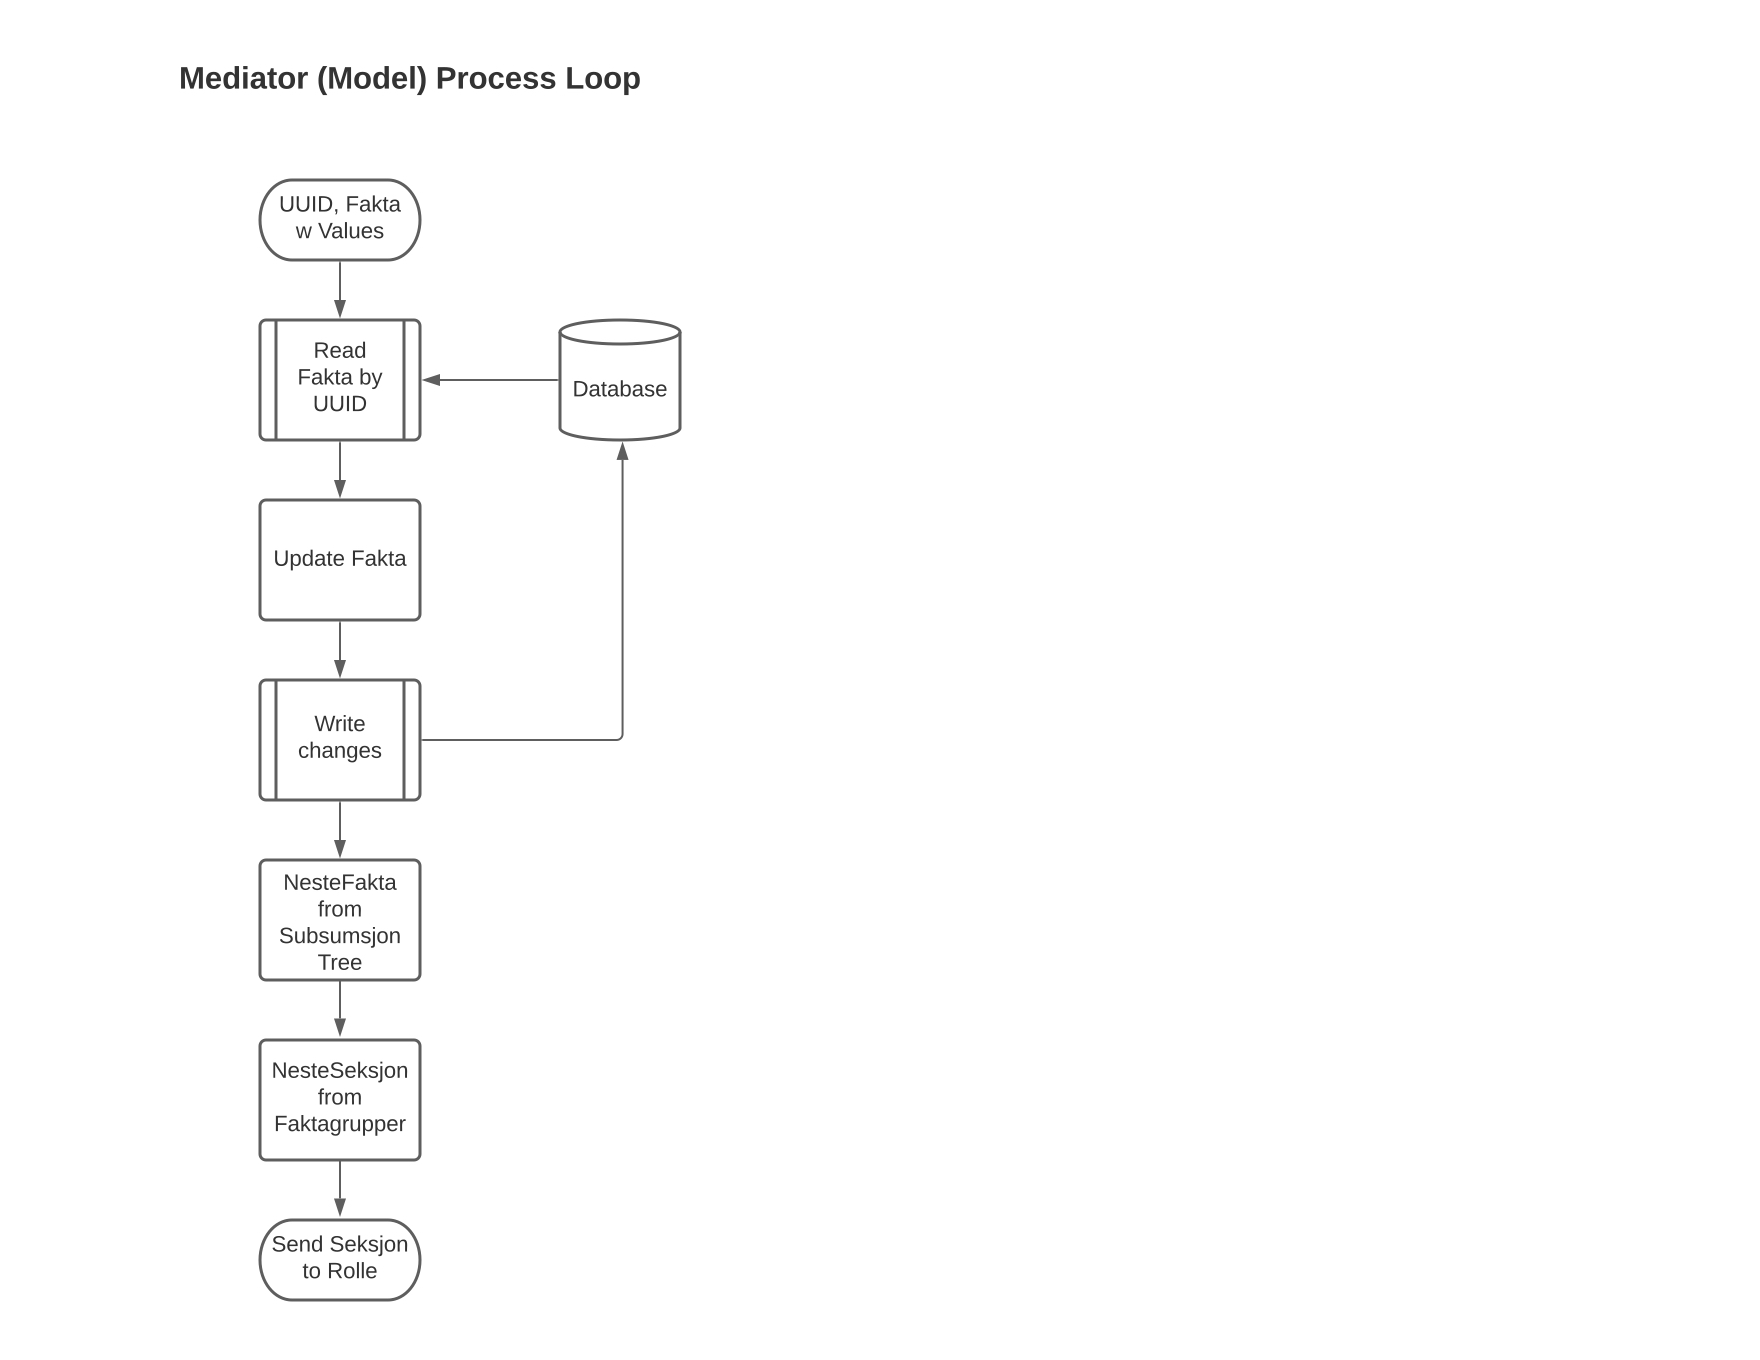 Mediator (Model) Process Loop
UUID, Fakta
w Values
Read
Fakta by
UUID
Database
Update Fakta
Write
changes
NesteFakta
from
Subsumsjon
Tree
NesteSeksjon
from
Faktagrupper
Send Seksjon
to Rolle